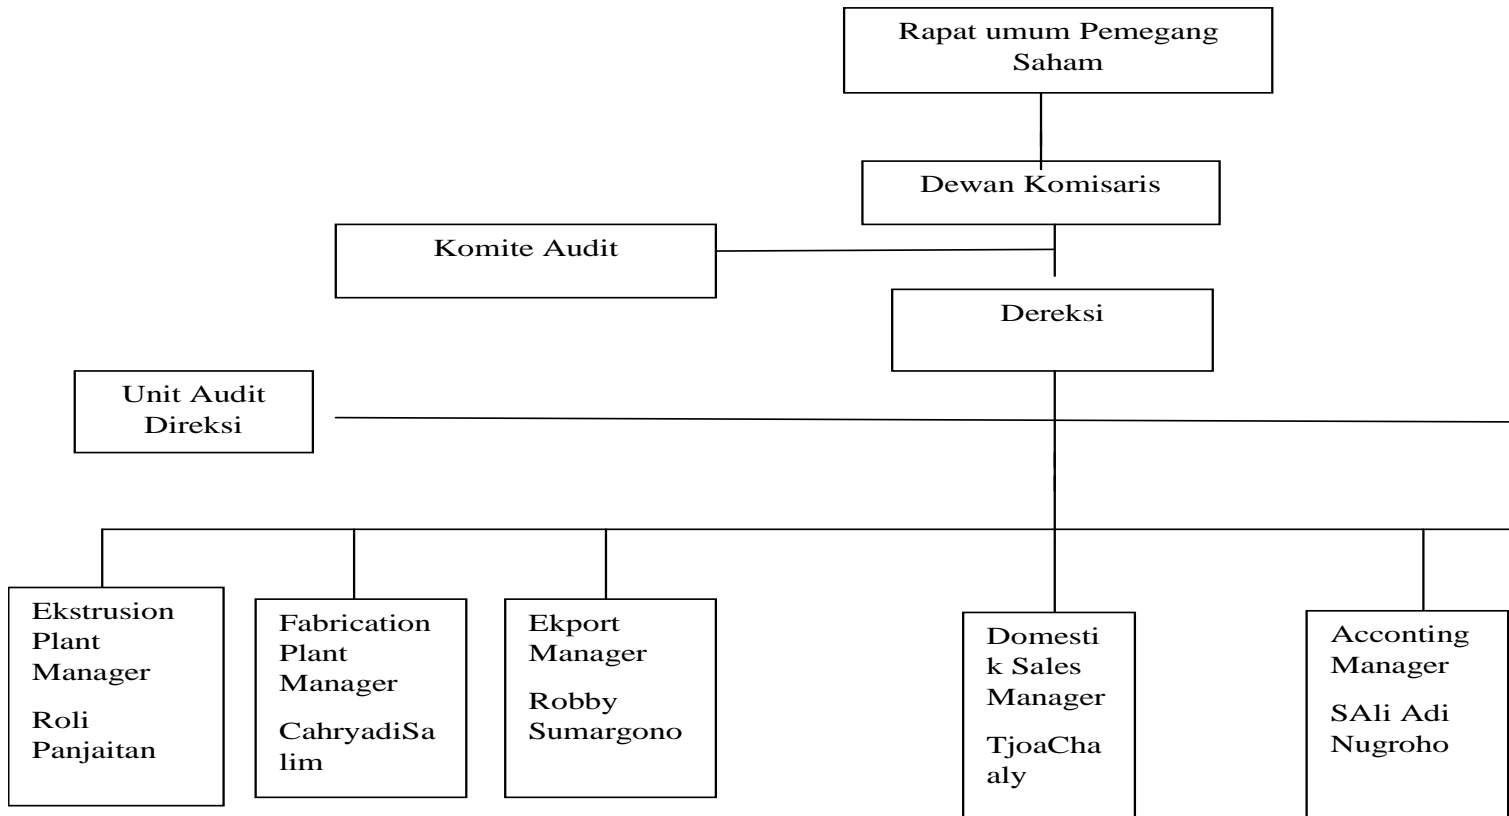 Rapat umum Pemegang
Saham
Dewan Komisaris
Komite Audit
Dereksi
Unit Audit
Direksi
Ekstrusion
Plant
Manager
Roli
Panjaitan
Fabrication
Plant
Manager
CahryadiSa
lim
Ekport
Manager
Robby
Sumargono
Domesti
k Sales
Manager
TjoaCha
aly
Acconting
Manager
SAli Adi
Nugroho